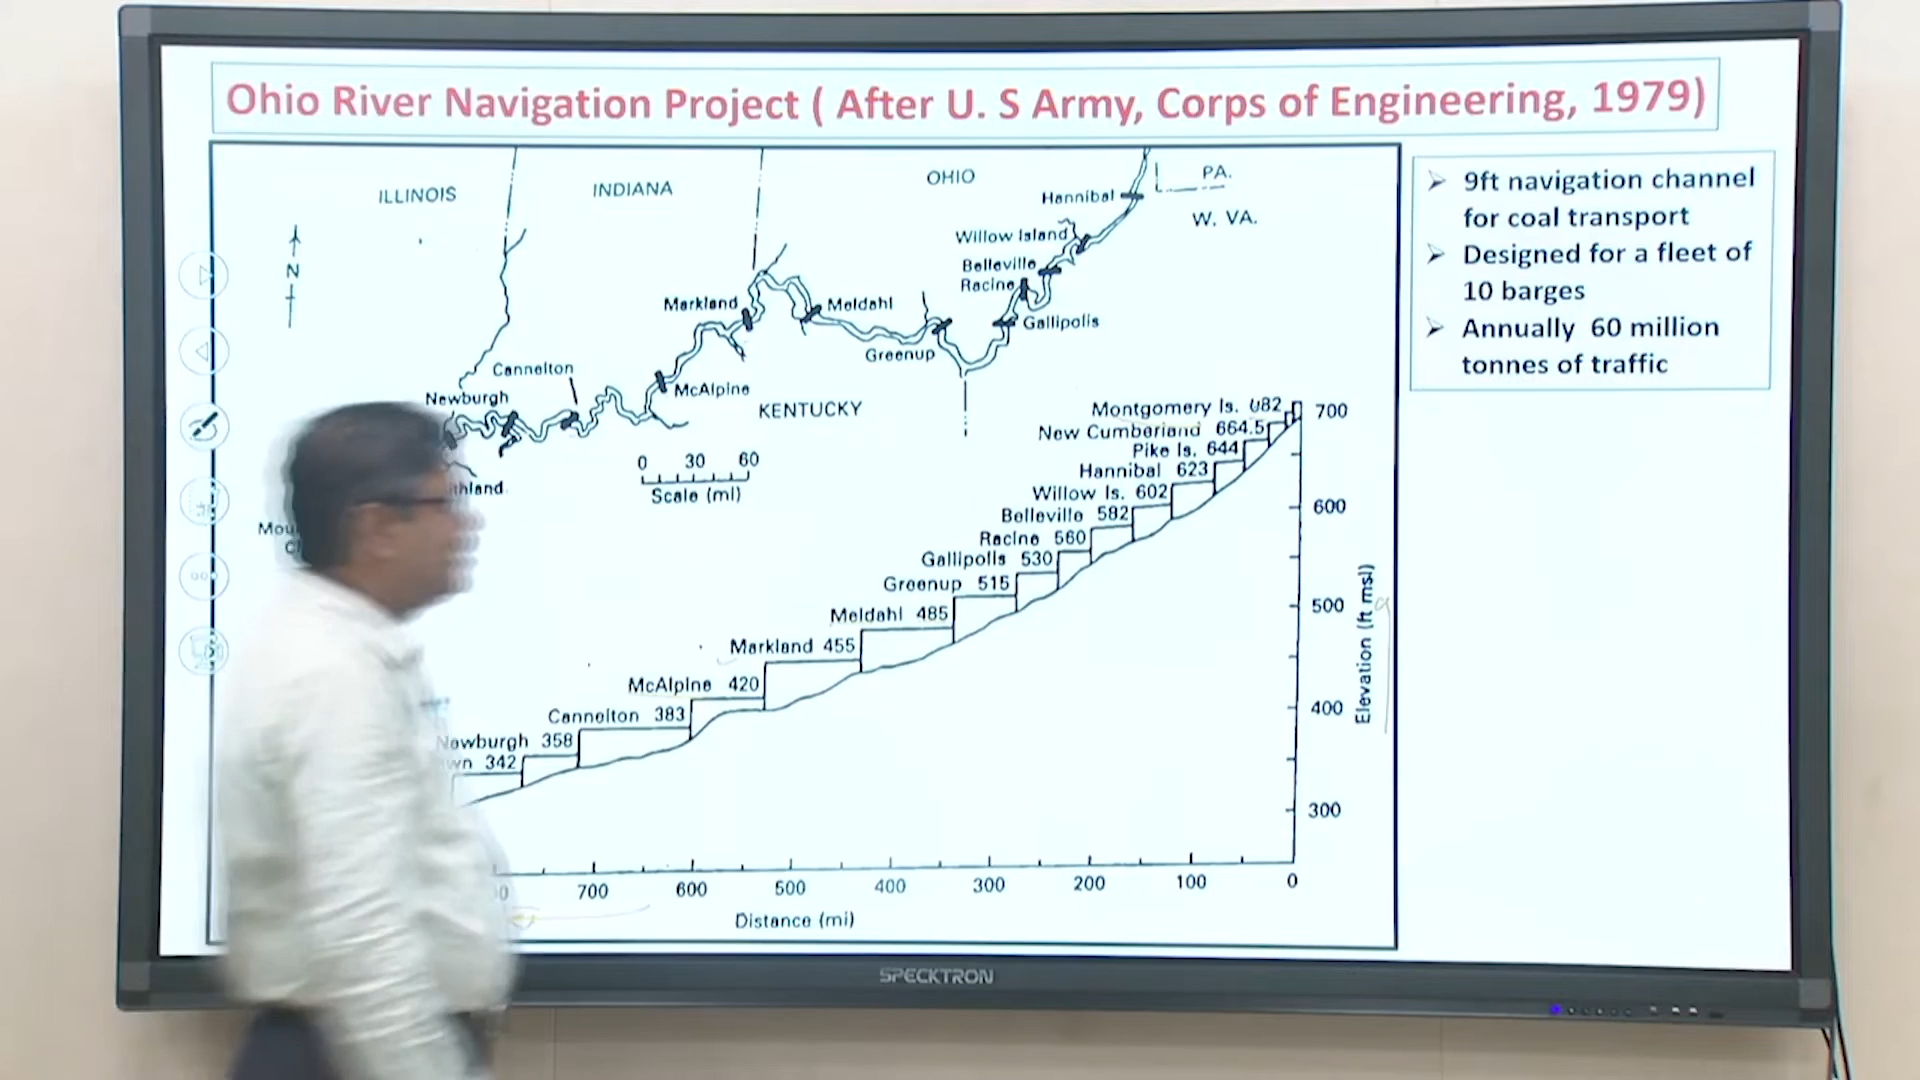 Ohio River Navigation Project ( After U. S Army, Corps of Engineering, 1979)
ILLINOIS
INDIANA
OHIO
PA.
W. VA.
Hannibal
Willow Island
Belleville
Racine
Gallipolis
N
Markland
Meldahl
Greenup
Cannelton
McAlpine
Newburgh
KENTUCKY
0 30 60
Scale (mi)
➢ 9ft navigation channel
for coal transport
➢ Designed for a fleet of
10 barges
➢ Annually 60 million
tonnes of traffic
Montgomery Is.
New Cumberland 664.5
Pike Is. 644
Hannibal 623
Willow Is. 602
Belleville 582
Racine 560
Gallipolis 530
Greenup 515
Meldahl 485
Markland 455
McAlpine 420
Cannelton 383
Newburgh 358
342
700
600
500
400
300
Elevation (ft msl)
700 600 500 400 300 200 100 0
Distance (mi)
SPECKTRON